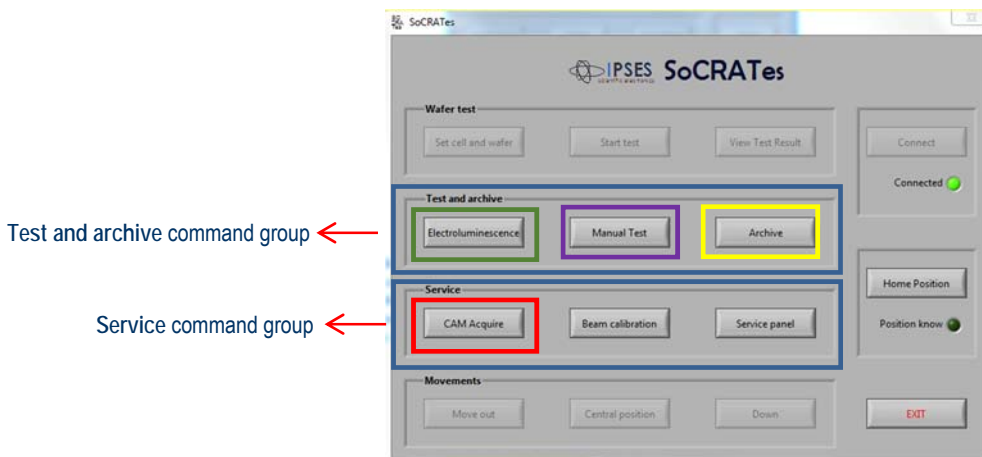 SoCRATes
IPSES SoCRATes
scientific electronics
Wafer test
Set cell and wafer Start test View Test Result
Connect
Connected
Test and archive
Electroluminescence Manual Test Archive
Test and archive command group
Service
CAM Acquire Beam calibration Service panel
Service command group
Home Position
Position know
Movements
Move out Central position Down
EXIT